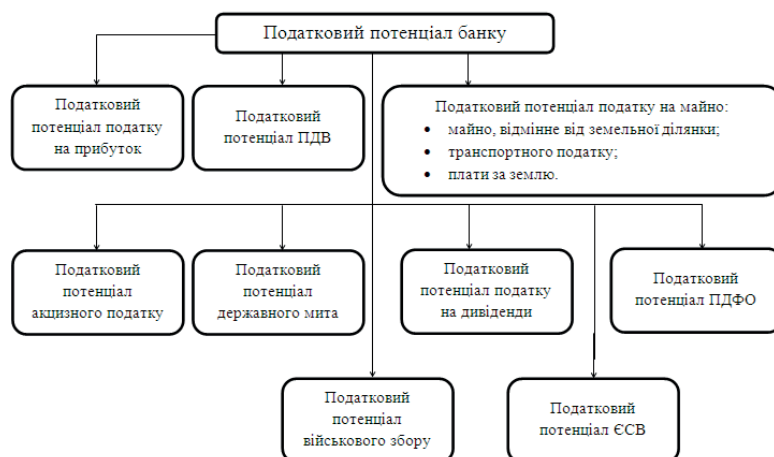 Податковий потенціал банку
Податковий
потенціал податку
на прибуток
Податковий
потенціал ПДВ
Податковий потенціал податку на майно:
• майно, відмінне від земельної ділянки;
• транспортного податку;
• плати за землю.
Податковий
потенціал
акцизного податку
Податковий
потенціал
державного мита
Податковий
потенціал податку
на дивіденди
Податковий
потенціал ПДФО
Податковий
потенціал
військового збору
Податковий
потенціал ЄСВ